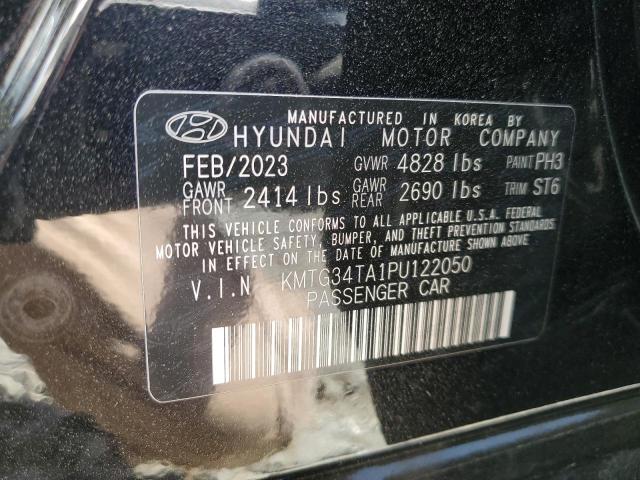 MANUFACTURED IN KOREA BY
HYUNDAI MOTOR COMPANY
FEB/2023 GVWR 4828 lbs PAINT PH3
GAWR FRONT 2414 lbs GAWR REAR 2690 lbs TRIM ST6
THIS VEHICLE CONFORMS TO ALL APPLICABLE U.S.A. FEDERAL
MOTOR VEHICLE SAFETY, BUMPER, AND THEFT PREVENTION STANDARDS
IN EFFECT ON THE DATE OF MANUFACTURE SHOWN ABOVE.
V.I.N KMTG34TA1PU122050
PASSENGER CAR